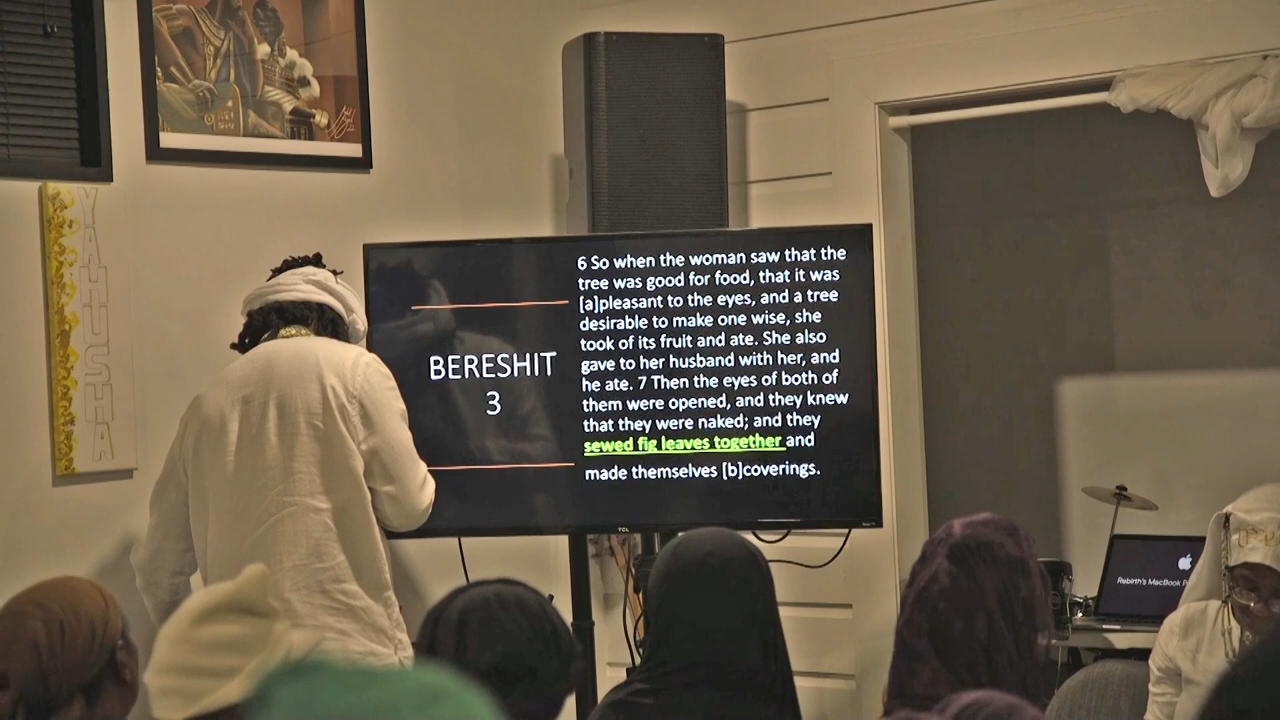 YAHUSHA
BERESHIT
3
6 So when the woman saw that the
tree was good for food, that it was
[a]pleasant to the eyes, and a tree
desirable to make one wise, she
took of its fruit and ate. She also
gave to her husband with her, and
he ate. 7 Then the eyes of both of
them were opened, and they knew
that they were naked; and they
sewed fig leaves together and
made themselves [b]coverings.
TCL
Rebirth's MacBook